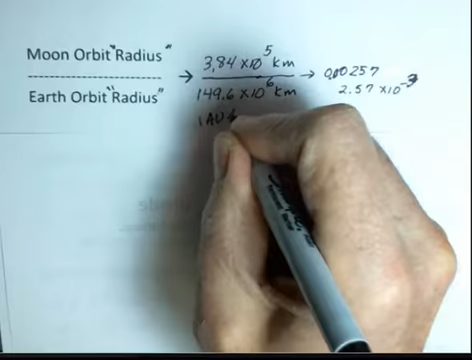 Moon Orbit "Radius"
Earth Orbit "Radius"
→ 3,84 ×10⁵ km
149.6 ×10⁶ km
1 AU
→ 0,00257
2.57 ×10⁻³